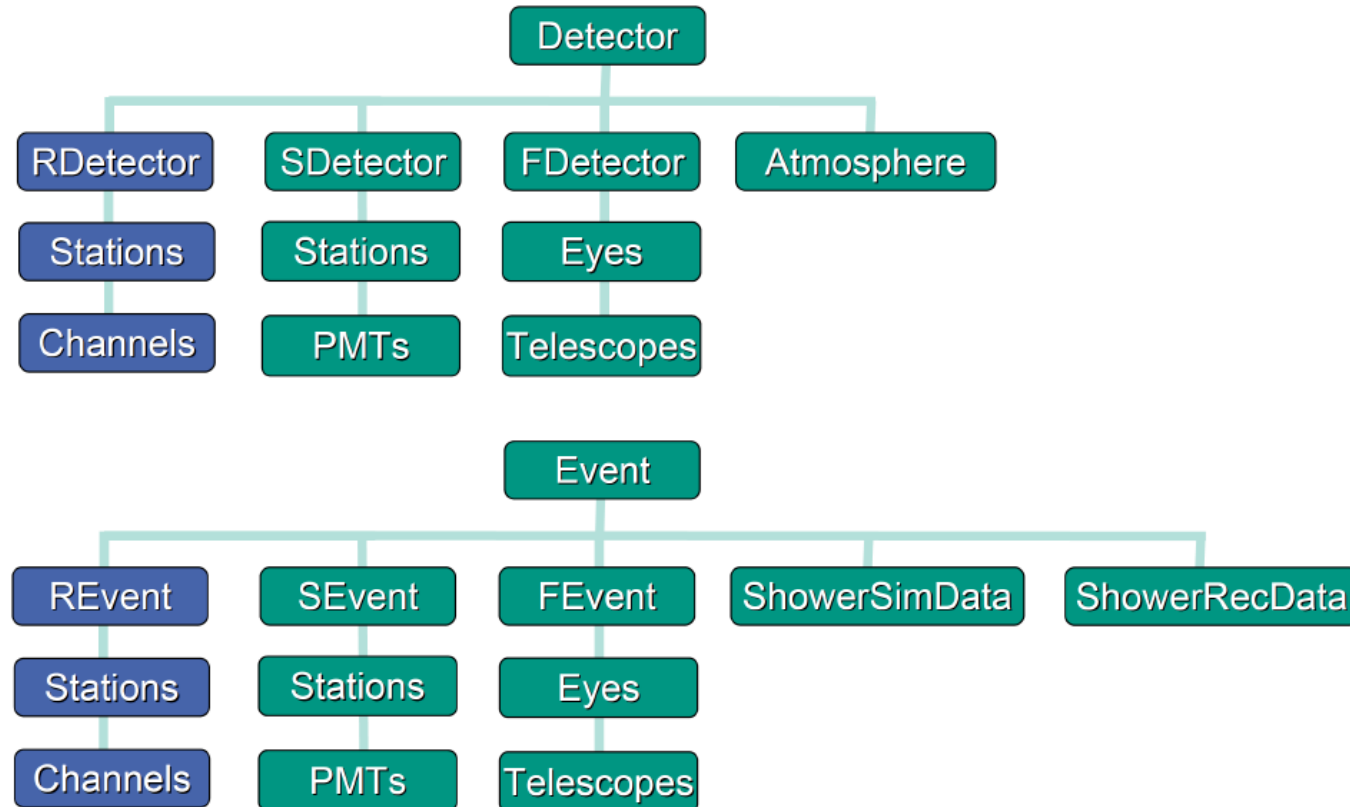 Detector
RDetector SDetector FDetector Atmosphere
Stations Stations Eyes
Channels PMTs Telescopes
Event
REvent SEvent FEvent ShowerSimData ShowerRecData
Stations Stations Eyes
Channels PMTs Telescopes